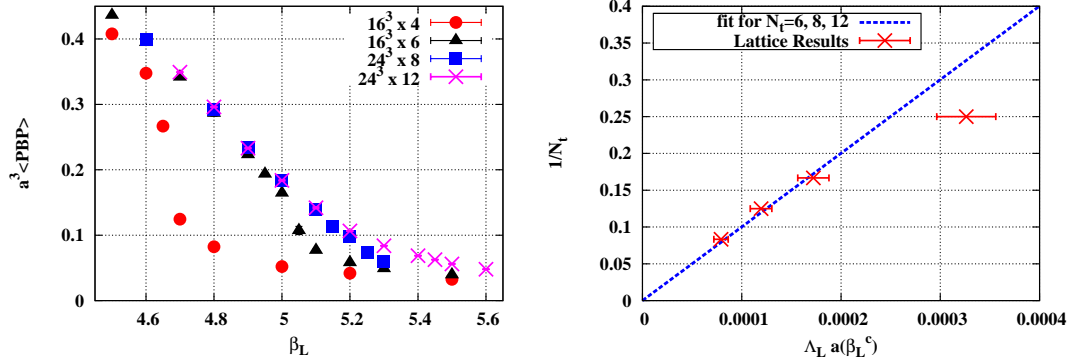 a³<PBP>
0.4
0.3
0.2
0.1
0
4.6
4.8
5
5.2
5.4
5.6
β_L
16³ x 4
16³ x 6
24³ x 8
24³ x 12
1/N_t
0.4
0.35
0.3
0.25
0.2
0.15
0.1
0.05
0
0
0.0001
0.0002
0.0003
0.0004
Λ_L a(β_L^c)
fit for N_t=6, 8, 12
Lattice Results